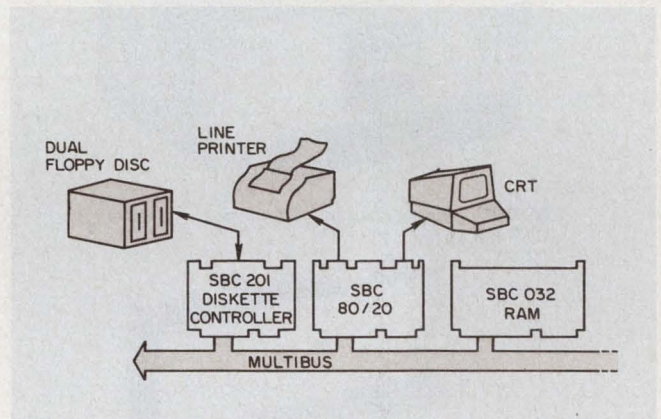 DUAL
FLOPPY DISC
LINE
PRINTER
CRT
SBC 201
DISKETTE
CONTROLLER
SBC
80/20
SBC 032
RAM
MULTIBUS